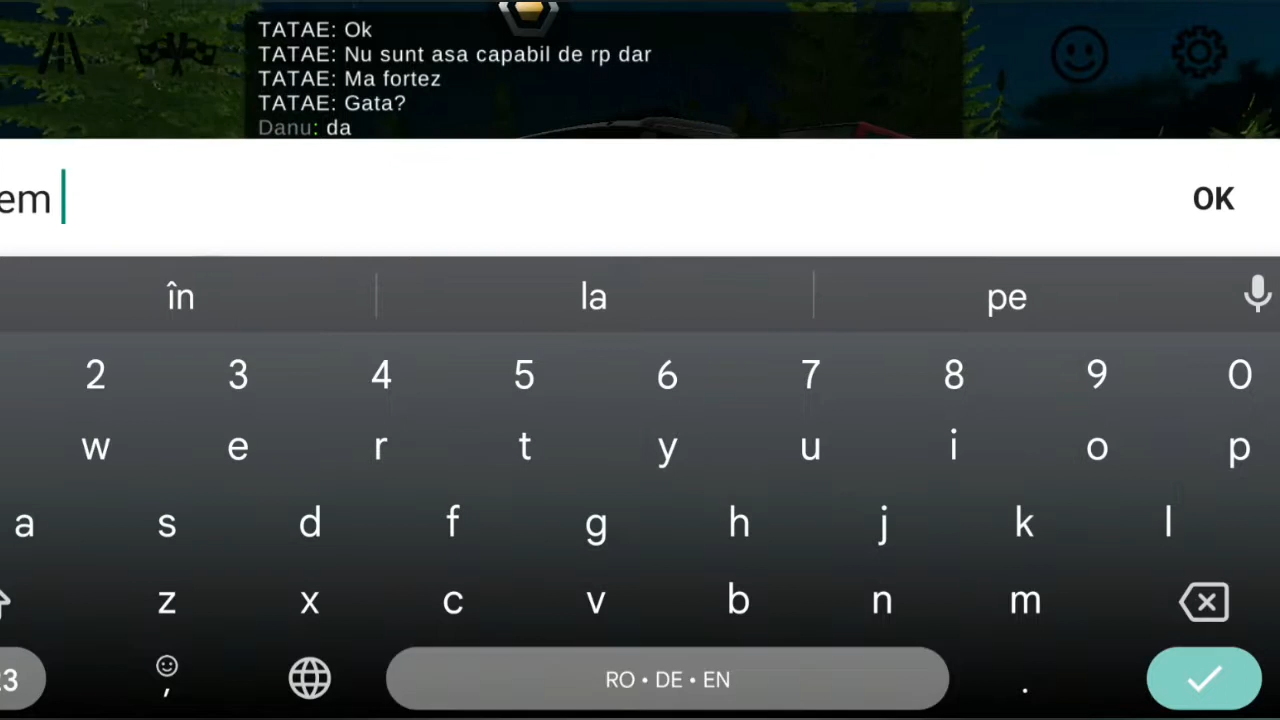 TATAE: Ok
TATAE: Nu sunt asa capabil de rp dar
TATAE: Ma fortez
TATAE: Gata?
Danu: da
em
OK
în la pe
2 3 4 5 6 7 8 9 0
w e r t y u i o p
a s d f g h j k l
z x c v b n m
23 , RO • DE • EN .